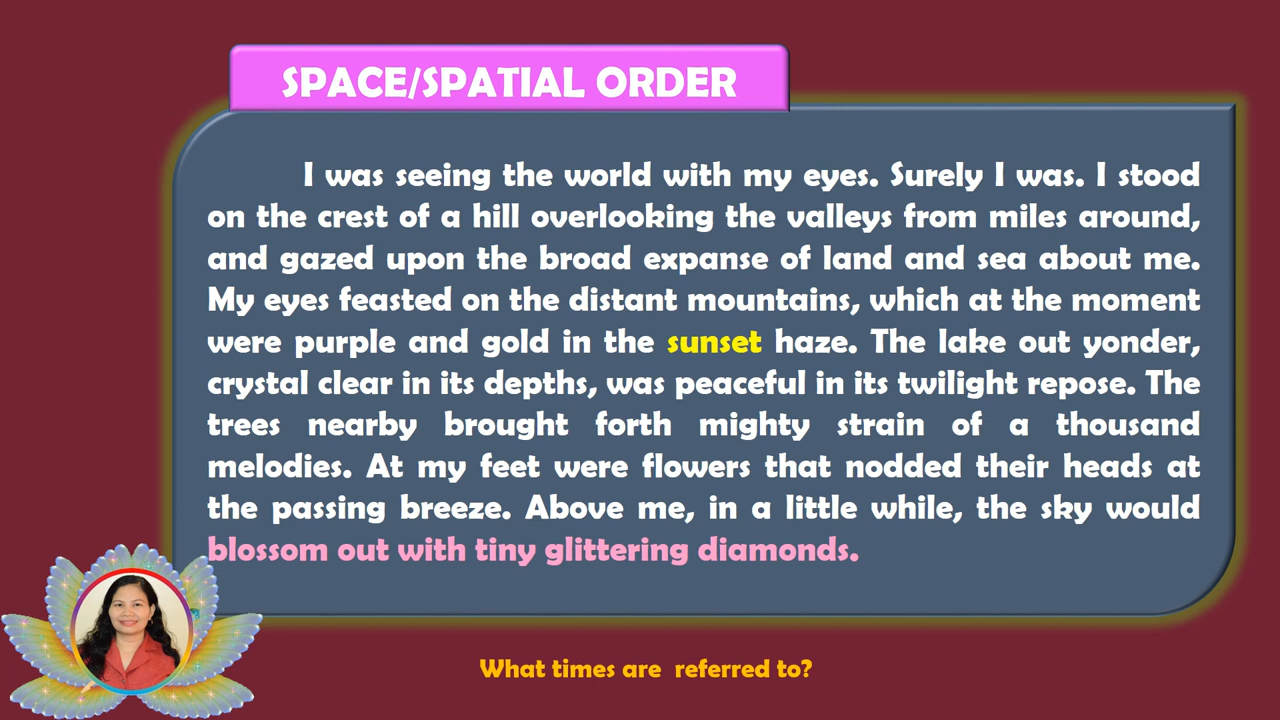 SPACE/SPATIAL ORDER
I was seeing the world with my eyes. Surely I was. I stood
on the crest of a hill overlooking the valleys from miles around,
and gazed upon the broad expanse of land and sea about me.
My eyes feasted on the distant mountains, which at the moment
were purple and gold in the sunset haze. The lake out yonder,
crystal clear in its depths, was peaceful in its twilight repose. The
trees nearby brought forth mighty strain of a thousand
melodies. At my feet were flowers that nodded their heads at
the passing breeze. Above me, in a little while, the sky would
blossom out with tiny glittering diamonds.
What times are referred to?